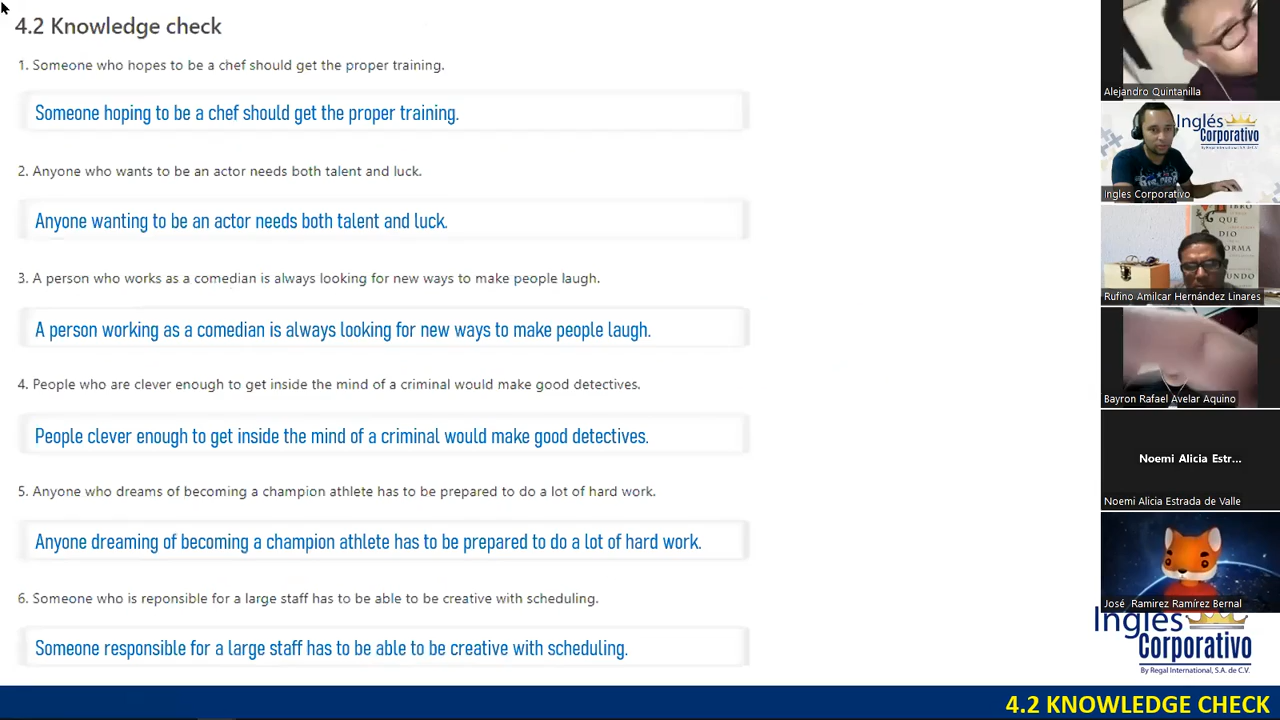 4.2 Knowledge check
1. Someone who hopes to be a chef should get the proper training.
Someone hoping to be a chef should get the proper training.
2. Anyone who wants to be an actor needs both talent and luck.
Anyone wanting to be an actor needs both talent and luck.
3. A person who works as a comedian is always looking for new ways to make people laugh.
A person working as a comedian is always looking for new ways to make people laugh.
4. People who are clever enough to get inside the mind of a criminal would make good detectives.
People clever enough to get inside the mind of a criminal would make good detectives.
5. Anyone who dreams of becoming a champion athlete has to be prepared to do a lot of hard work.
Anyone dreaming of becoming a champion athlete has to be prepared to do a lot of hard work.
6. Someone who is reponsible for a large staff has to be able to be creative with scheduling.
Someone responsible for a large staff has to be able to be creative with scheduling.
Alejandro Quintanilla
Inglés
Corporativo
By Regal International, S.A. de C.V.
Ingles Corporativo
QUE
DIO
Rufino Amilcar Hernández Linares
Bayron Rafael Avelar Aquino
Noemi Alicia Estr...
Noemi Alicia Estrada de Valle
José Ramirez Ramírez Bernal
Inglés
Corporativo
By Regal International, S.A. de C.V.
4.2 KNOWLEDGE CHECK